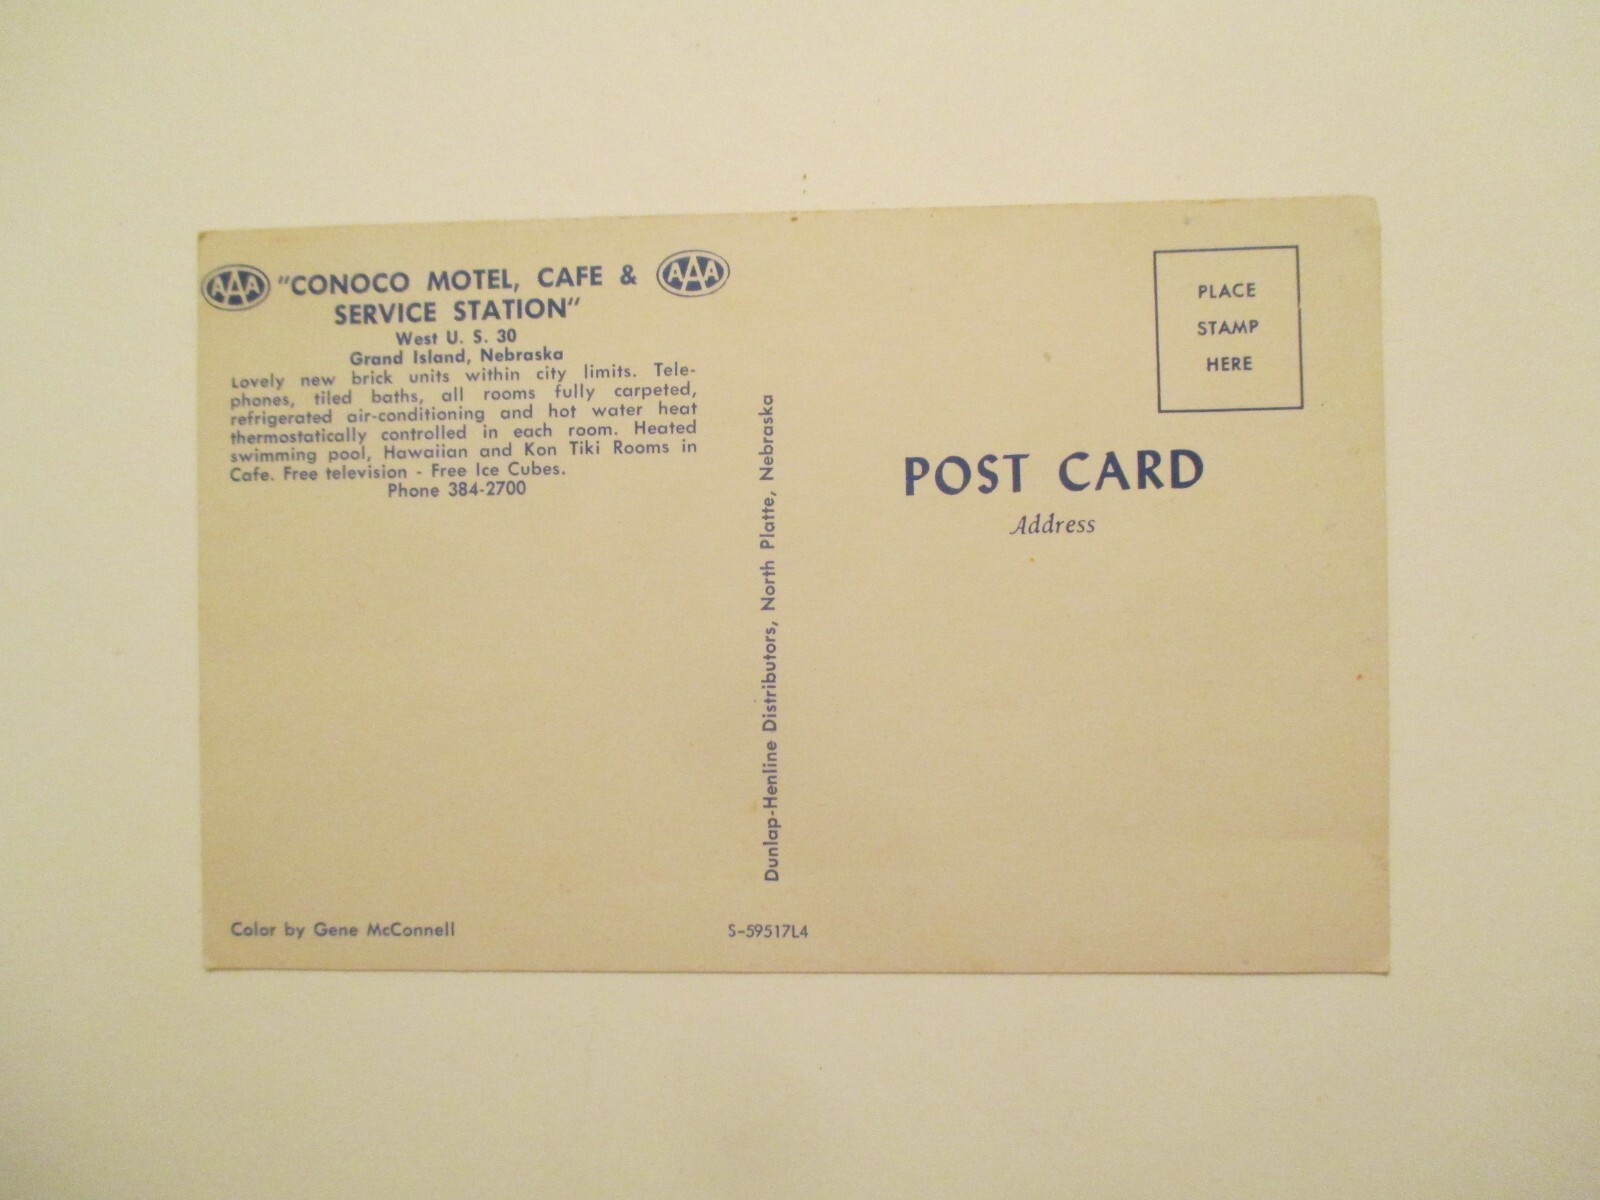 AAA "CONOCO MOTEL, CAFE & AAA
SERVICE STATION"
West U. S. 30
Grand Island, Nebraska
Lovely new brick units within city limits. Tele-
phones, tiled baths, all rooms fully carpeted,
refrigerated air-conditioning and hot water heat
thermostatically controlled in each room. Heated
swimming pool, Hawaiian and Kon Tiki Rooms in
Cafe. Free television - Free Ice Cubes.
Phone 384-2700
Color by Gene McConnell
Dunlap-Henline Distributors, North Platte, Nebraska
S-59517L4
PLACE
STAMP
HERE
POST CARD
Address